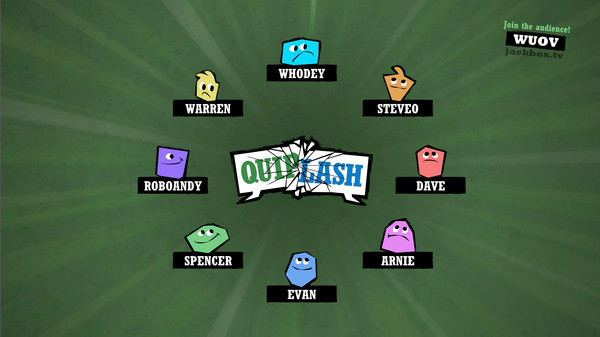 Join the audience!
WUOV
jackbox.tv
WHODEY
WARREN
STEVEO
QUIPLASH
ROBOANDY
DAVE
SPENCER
ARNIE
EVAN